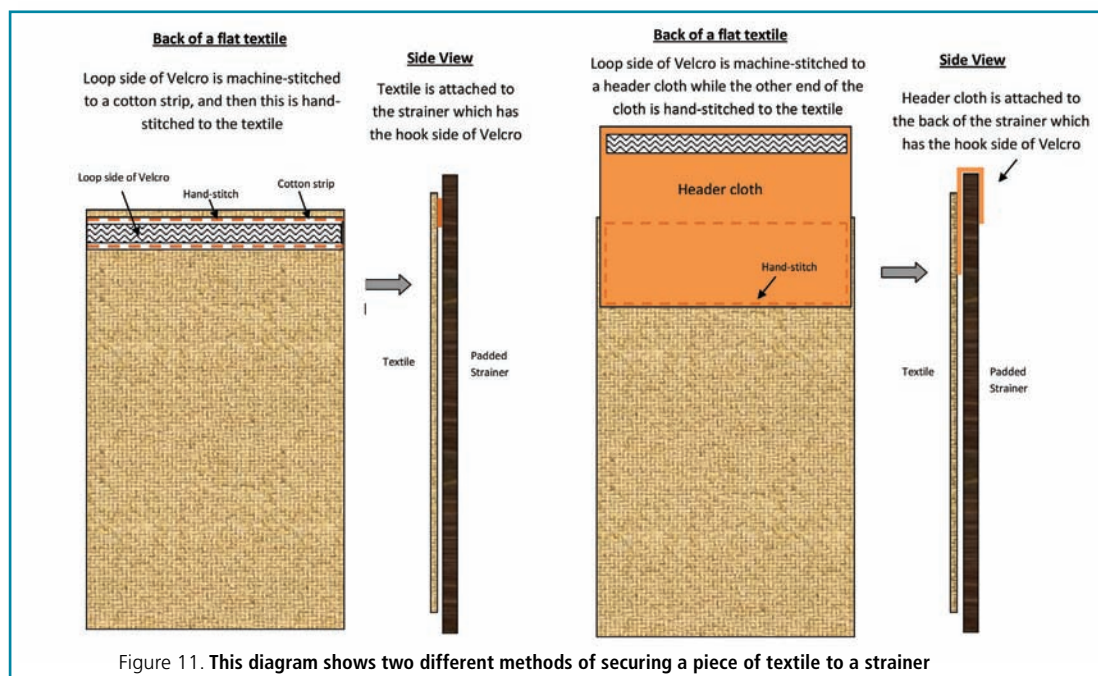 Back of a flat textile
Loop side of Velcro is machine-stitched
to a cotton strip, and then this is hand-
stitched to the textile
Loop side of Velcro
Hand-stitch
Cotton strip
Side View
Textile is attached to
the strainer which has
the hook side of Velcro
Textile
Padded
Strainer
Back of a flat textile
Loop side of Velcro is machine-stitched to
a header cloth while the other end of the
cloth is hand-stitched to the textile
Header cloth
Hand-stitch
Side View
Header cloth is attached to
the back of the strainer which
has the hook side of Velcro
Textile
Padded
Strainer
Figure 11. This diagram shows two different methods of securing a piece of textile to a strainer